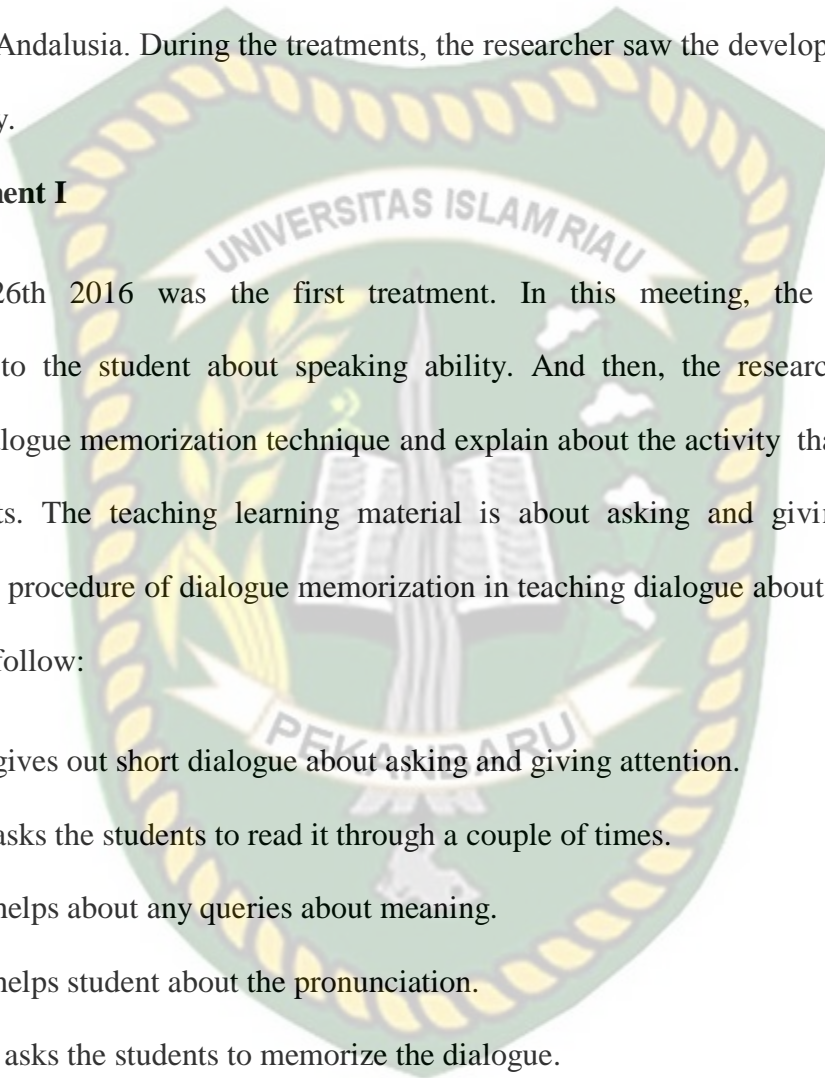 Andalusia. During the treatments, the researcher saw the develop
y.
ment I
UNIVERSITAS ISLAM RIAU
26th 2016 was the first treatment. In this meeting, the
to the student about speaking ability. And then, the researc
alogue memorization technique and explain about the activity tha
ts. The teaching learning material is about asking and givi
procedure of dialogue memorization in teaching dialogue about
follow:
PEKANBARU
gives out short dialogue about asking and giving attention.
asks the students to read it through a couple of times.
helps about any queries about meaning.
helps student about the pronunciation.
asks the students to memorize the dialogue.